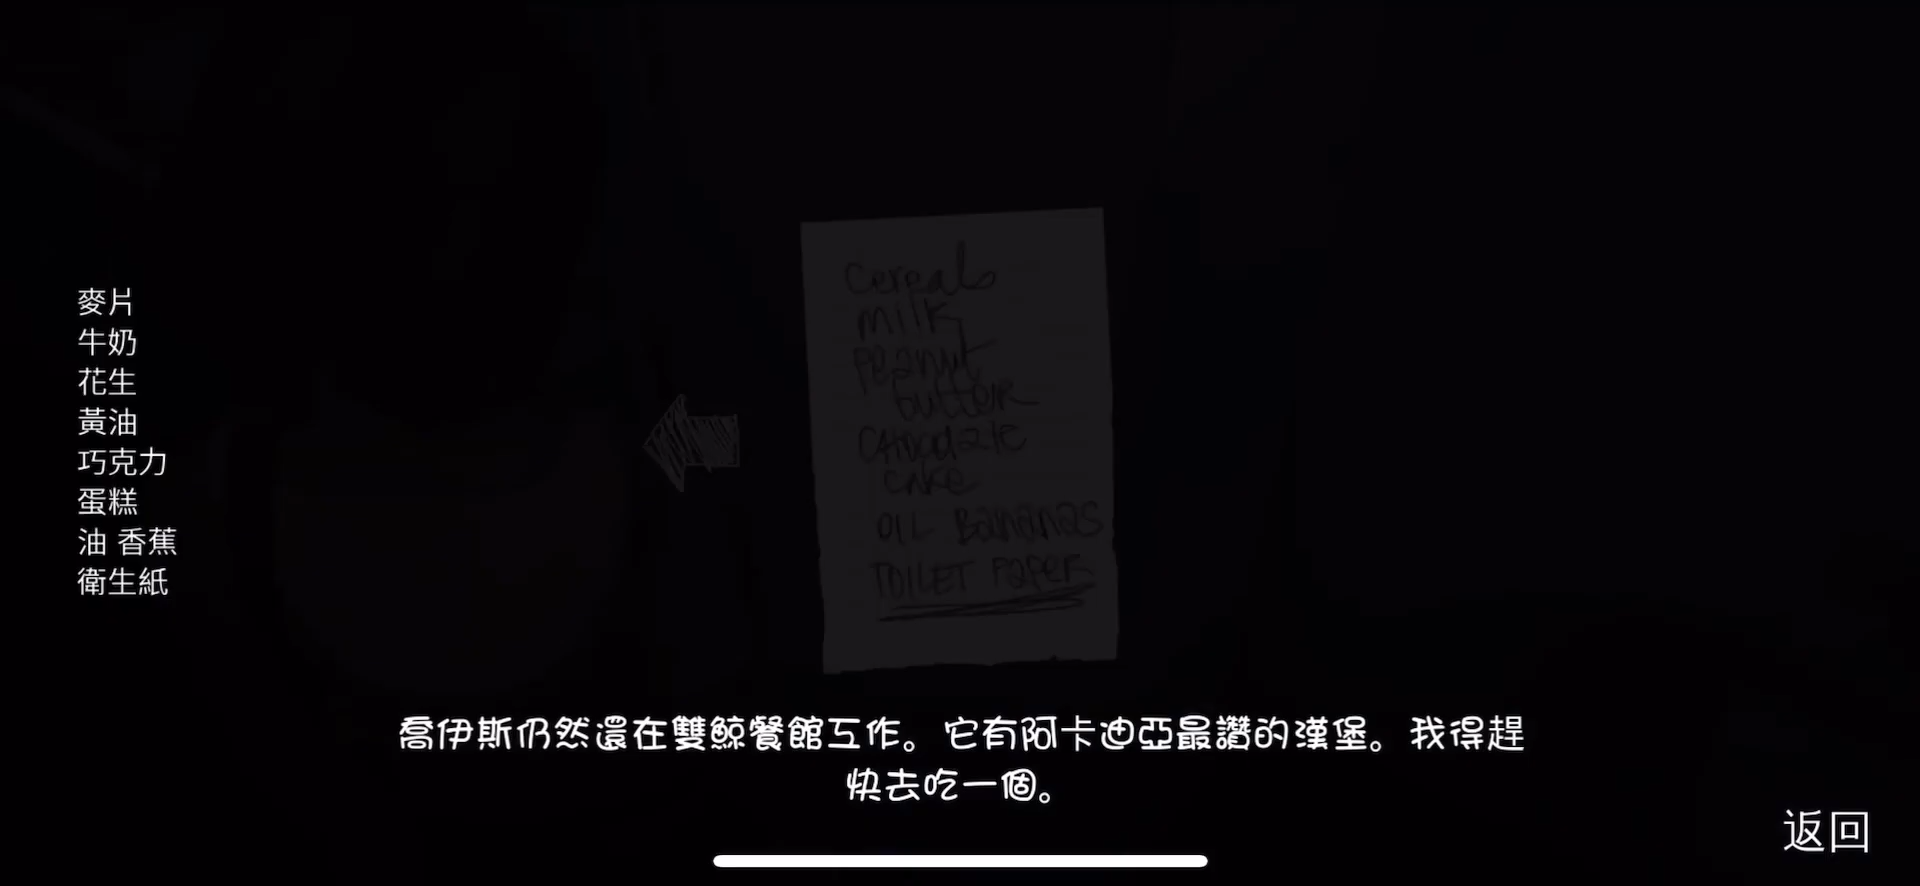 麥片
牛奶
花生
黃油
巧克力
蛋糕
油 香蕉
衛生紙
cereal
milk
Peanut
butter
CHocolate
cake
OIL Bananas
TOILET PaPeR
喬伊斯仍然還在雙鯨餐館工作。它有阿卡迪亞最讚的漢堡。我得趕
快去吃一個。
返回